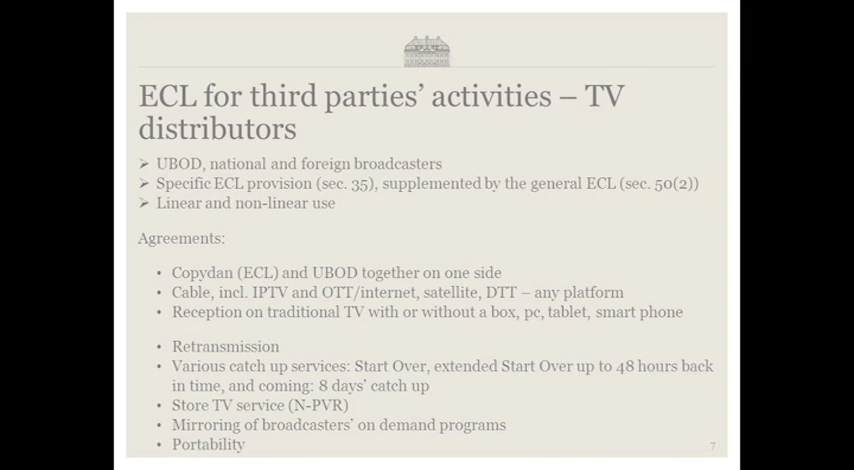 ECL for third parties’ activities – TV
distributors
➢ UBOD, national and foreign broadcasters
➢ Specific ECL provision (sec. 35), supplemented by the general ECL (sec. 50(2))
➢ Linear and non-linear use
Agreements:
• Copydan (ECL) and UBOD together on one side
• Cable, incl. IPTV and OTT/internet, satellite, DTT – any platform
• Reception on traditional TV with or without a box, pc, tablet, smart phone
• Retransmission
• Various catch up services: Start Over, extended Start Over up to 48 hours back
in time, and coming: 8 days’ catch up
• Store TV service (N-PVR)
• Mirroring of broadcasters’ on demand programs
• Portability
7